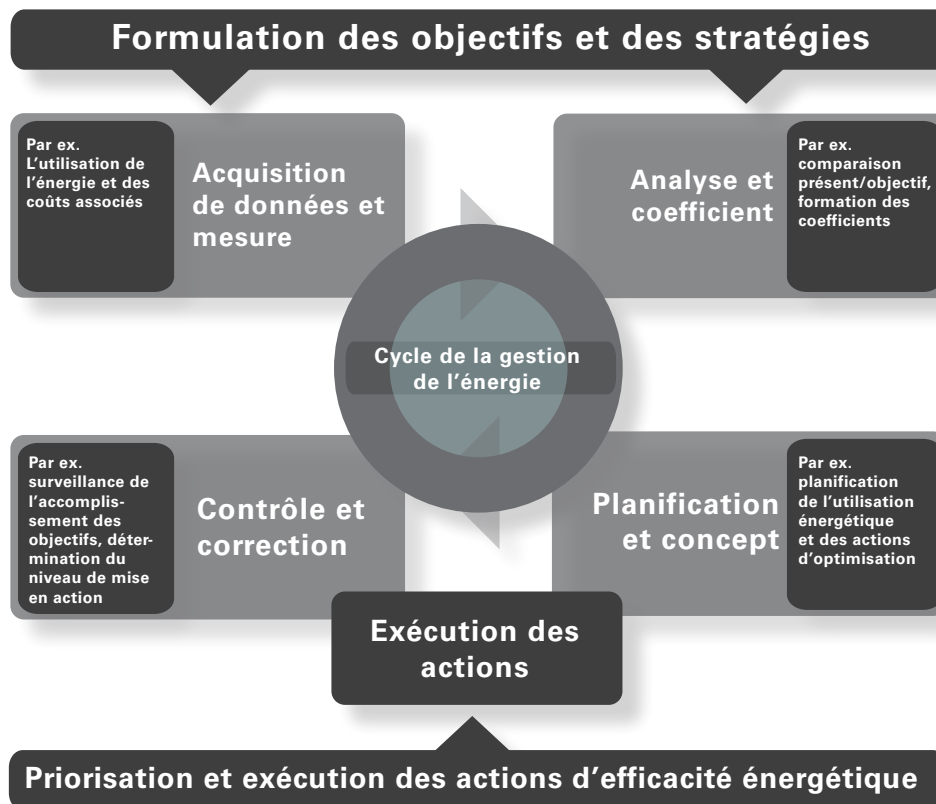 Formulation des objectifs et des stratégies
Par ex.
L'utilisation de
l'énergie et des
coûts associés
Acquisition
de données et
mesure
Analyse et
coefficient
Par ex.
comparaison
présent/objectif,
formation des
coefficients
Cycle de la gestion
de l'énergie
Par ex.
surveillance de
l'accomplis-
sement des
objectifs, déter-
mination du
niveau de mise
en action
Contrôle et
correction
Planification
et concept
Par ex.
planification
de l'utilisation
énergétique
et des actions
d'optimisation
Exécution des
actions
Priorisation et exécution des actions d'efficacité énergétique